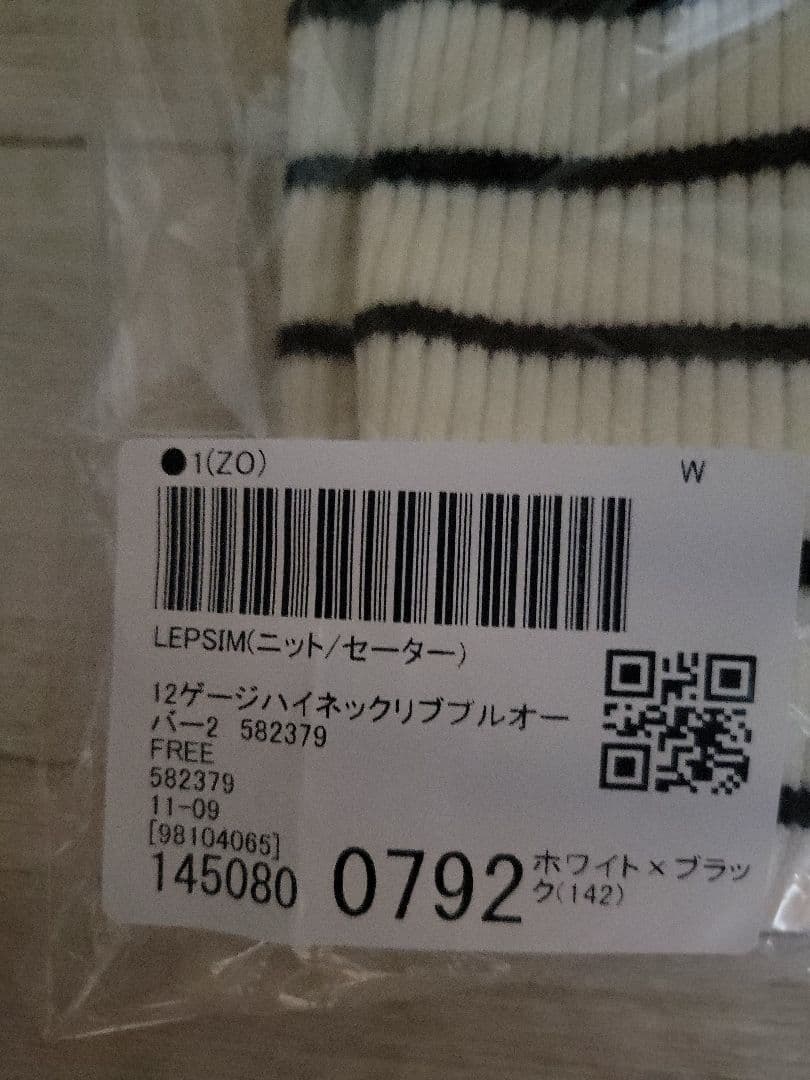 ●1(ZO)
W
LEPSIM(ニット/セーター)
12ゲージハイネックリブプルオー
バー2 582379
FREE
582379
11-09
[98104065]
145080 0792 ホワイト×ブラッ
ク(142)